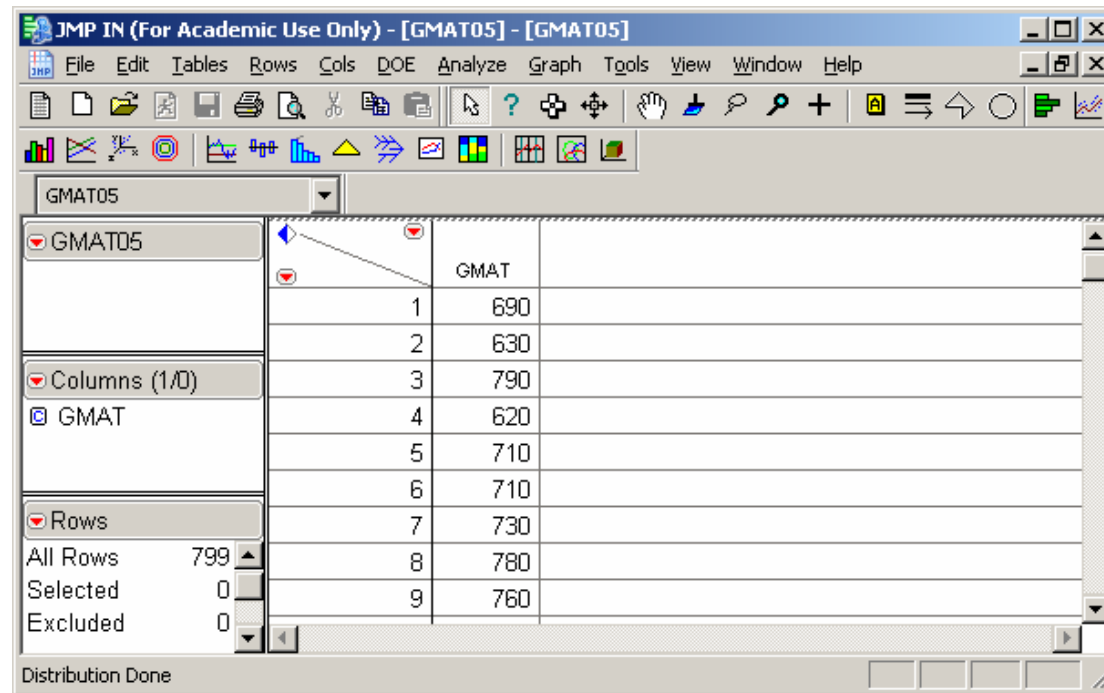 JMP IN (For Academic Use Only) - [GMAT05] - [GMAT05]
File Edit Tables Rows Cols DOE Analyze Graph Tools View Window Help
GMAT05
GMAT05
Columns (1/0)
GMAT
Rows
All Rows 799
Selected 0
Excluded 0
GMAT
1 690
2 630
3 790
4 620
5 710
6 710
7 730
8 780
9 760
Distribution Done